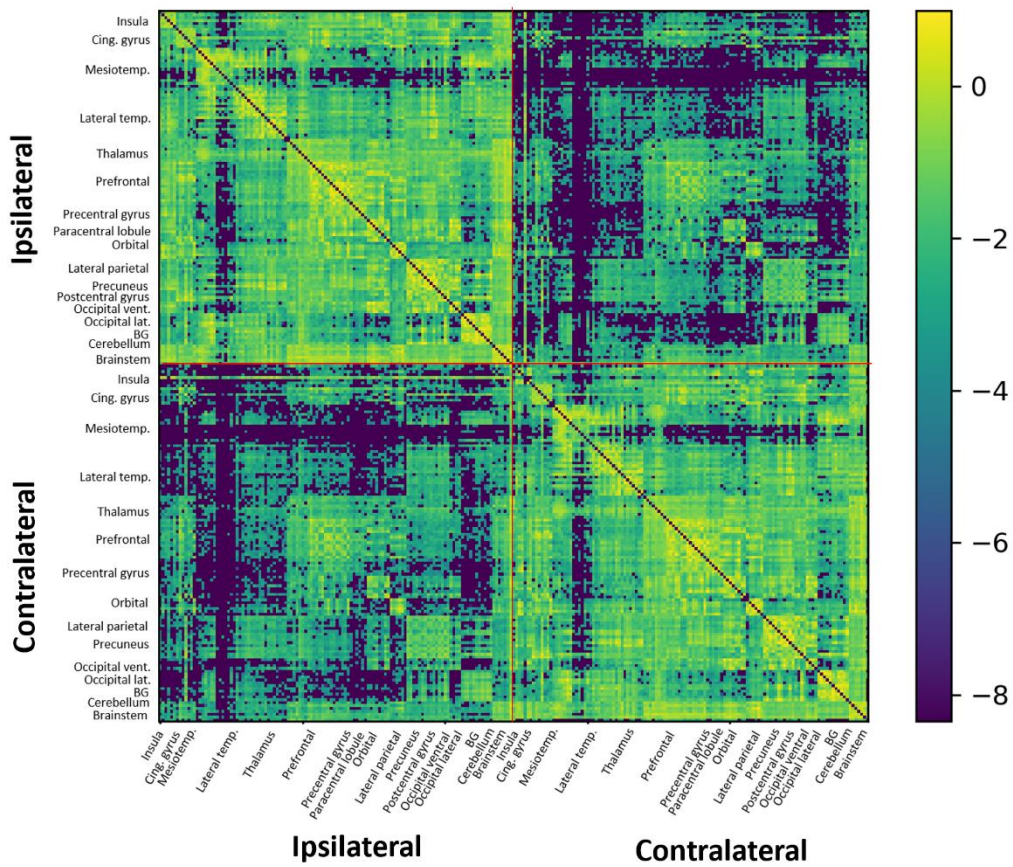 Ipsilateral
Contralateral
Insula
Cing. gyrus
Mesiotemp.
Lateral temp.
Thalamus
Prefrontal
Precentral gyrus
Paracentral lobule
Orbital
Lateral parietal
Precuneus
Postcentral gyrus
Occipital vent.
Occipital lat.
BG
Cerebellum
Brainstem
Insula
Cing. gyrus
Mesiotemp.
Lateral temp.
Thalamus
Prefrontal
Precentral gyrus
Orbital
Lateral parietal
Precuneus
Occipital vent.
Occipital lat.
BG
Cerebellum
Brainstem
0
−2
−4
−6
−8
Insula
Cing. gyrus
Mesiotemp.
Lateral temp.
Thalamus
Prefrontal
Precentral gyrus
Paracentral lobule
Orbital
Lateral parietal
Precuneus
Postcentral gyrus
Occipital ventral
Occipital lateral
BG
Cerebellum
Brainstem
Insula
Cing. gyrus
Mesiotemp.
Lateral temp.
Thalamus
Prefrontal
Precentral gyrus
Paracentral lobule
Orbital
Lateral parietal
Precuneus
Postcentral gyrus
Occipital ventral
Occipital lateral
BG
Cerebellum
Brainstem
Ipsilateral
Contralateral